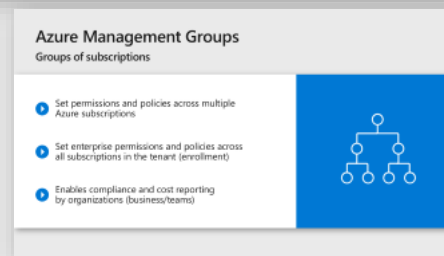 Azure Management Groups
Groups of subscriptions
Set permissions and policies across multiple
Azure subscriptions
Set enterprise permissions and policies across
all subscriptions in the tenant (enrollment)
Enables compliance and cost reporting
by organizations (business/teams)